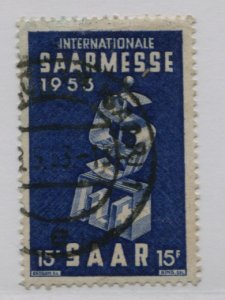 INTERNATIONALE
SAARMESSE
1953
15F 15F
SAAR